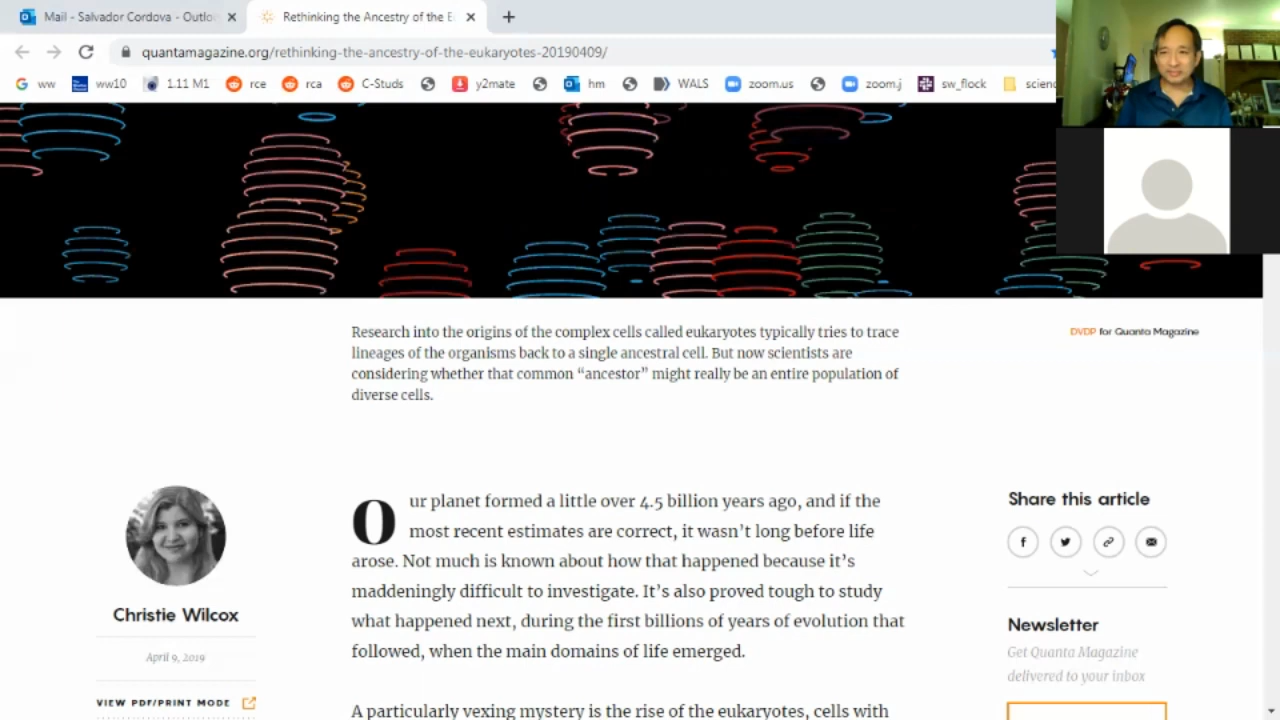 Mail - Salvador Cordova - Outlo
Rethinking the Ancestry of the E
quantamagazine.org/rethinking-the-ancestry-of-the-eukaryotes-20190409/
ww
ww10
1.11 M1
rce
rca
C-Studs
y2mate
hm
WALS
zoom.us
zoom.j
sw_flock
scienc
Research into the origins of the complex cells called eukaryotes typically tries to trace
lineages of the organisms back to a single ancestral cell. But now scientists are
considering whether that common “ancestor” might really be an entire population of
diverse cells.
DVDP for Quanta Magazine
Christie Wilcox
April 9, 2019
VIEW PDF/PRINT MODE
Our planet formed a little over 4.5 billion years ago, and if the
most recent estimates are correct, it wasn’t long before life
arose. Not much is known about how that happened because it’s
maddeningly difficult to investigate. It’s also proved tough to study
what happened next, during the first billions of years of evolution that
followed, when the main domains of life emerged.
A particularly vexing mystery is the rise of the eukaryotes, cells with
Share this article
Newsletter
Get Quanta Magazine
delivered to your inbox